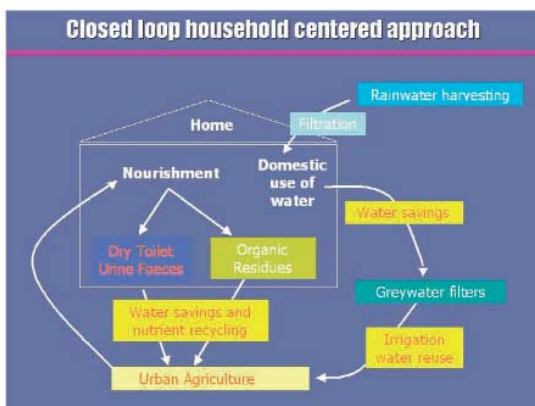 Closed loop household centered approach
Rainwater harvesting
Filtration
Home
Nourishment
Domestic
use of
water
Water savings
Dry Toilet
Urine Faeces
Organic
Residues
Greywater filters
Water savings and
nutrient recycling
Irrigation
water reuse
Urban Agriculture